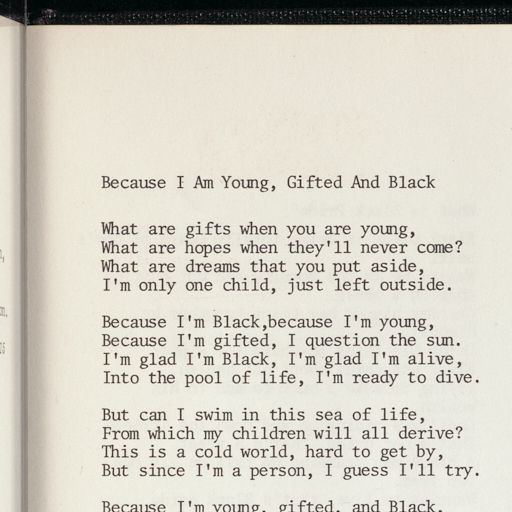 Because I Am Young, Gifted And Black
What are gifts when you are young,
What are hopes when they'll never come?
What are dreams that you put aside,
I'm only one child, just left outside.
Because I'm Black,because I'm young,
Because I'm gifted, I question the sun.
I'm glad I'm Black, I'm glad I'm alive,
Into the pool of life, I'm ready to dive.
But can I swim in this sea of life,
From which my children will all derive?
This is a cold world, hard to get by,
But since I'm a person, I guess I'll try.
Because I'm young, gifted, and Black,